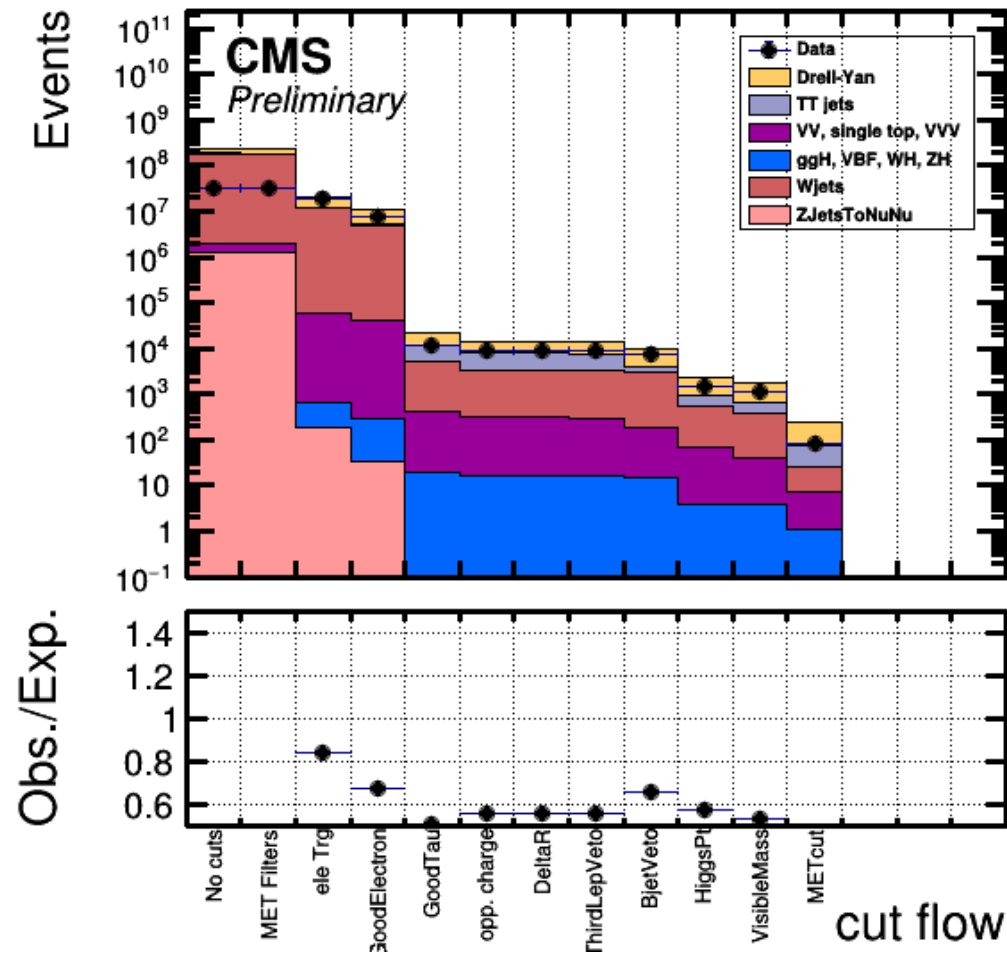 Events
10¹¹
10¹⁰
10⁹
10⁸
10⁷
10⁶
10⁵
10⁴
10³
10²
10
1
10⁻¹
CMS
Preliminary
Data
Drell-Yan
TT jets
VV, single top, VVV
ggH, VBF, WH, ZH
Wjets
ZJetsToNuNu
Obs./Exp.
1.4
1.2
1
0.8
0.6
No cuts
MET Filters
ele Trg
GoodElectron
GoodTau
opp. charge
DeltaR
ThirdLepVeto
BjetVeto
HiggsPt
VisibleMass
METcut
cut flow